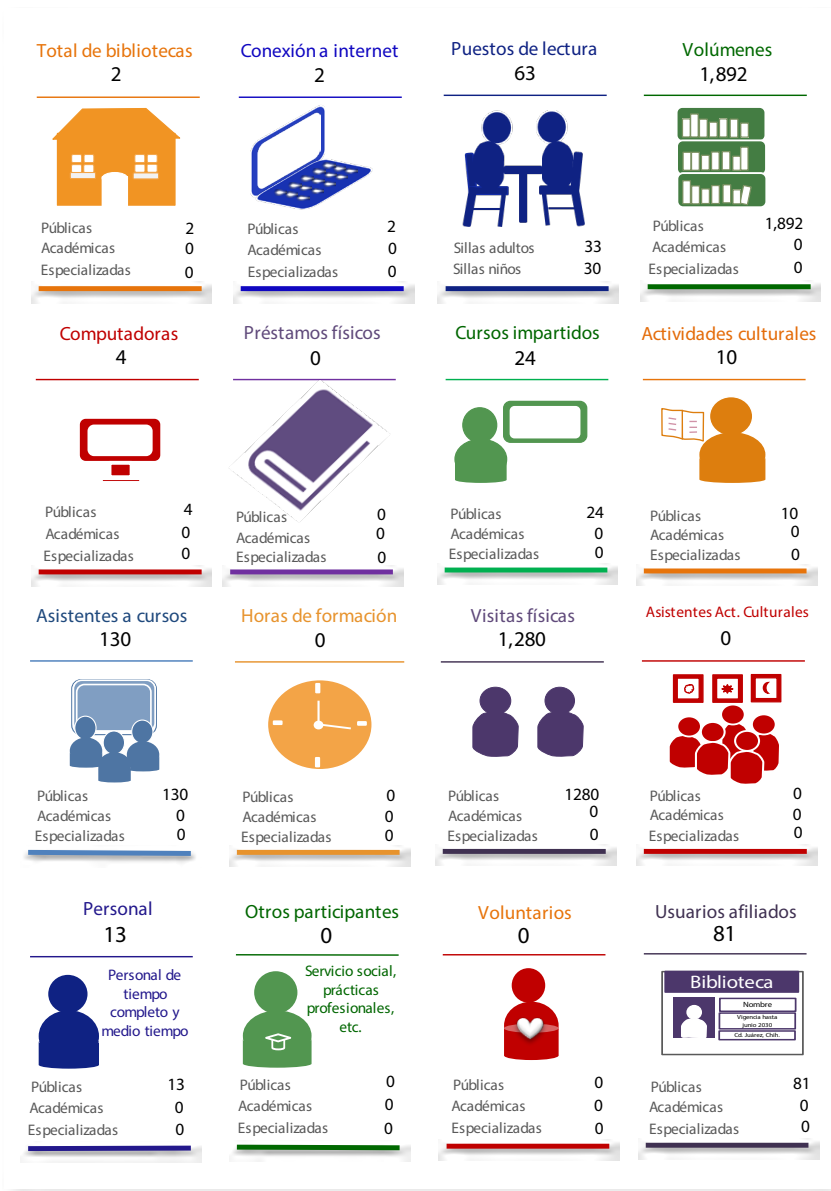 Total de bibliotecas
2
Públicas 2
Académicas 0
Especializadas 0
Conexión a internet
2
Públicas 2
Académicas 0
Especializadas 0
Puestos de lectura
63
Sillas adultos 33
Sillas niños 30
Volúmenes
1,892
Públicas 1,892
Académicas 0
Especializadas 0
Computadoras
4
Públicas 4
Académicas 0
Especializadas 0
Préstamos físicos
0
Públicas 0
Académicas 0
Especializadas 0
Cursos impartidos
24
Públicas 24
Académicas 0
Especializadas 0
Actividades culturales
10
Públicas 10
Académicas 0
Especializadas 0
Asistentes a cursos
130
Públicas 130
Académicas 0
Especializadas 0
Horas de formación
0
Públicas 0
Académicas 0
Especializadas 0
Visitas físicas
1,280
Públicas 1280
Académicas 0
Especializadas 0
Asistentes Act. Culturales
0
Públicas 0
Académicas 0
Especializadas 0
Personal
13
Personal de
tiempo
completo y
medio tiempo
Públicas 13
Académicas 0
Especializadas 0
Otros participantes
0
Servicio social,
prácticas
profesionales,
etc.
Públicas 0
Académicas 0
Especializadas 0
Voluntarios
0
Públicas 0
Académicas 0
Especializadas 0
Usuarios afiliados
81
Biblioteca
Nombre
Vigencia hasta
junio 2030
Cd. Juárez, Chih.
Públicas 81
Académicas 0
Especializadas 0